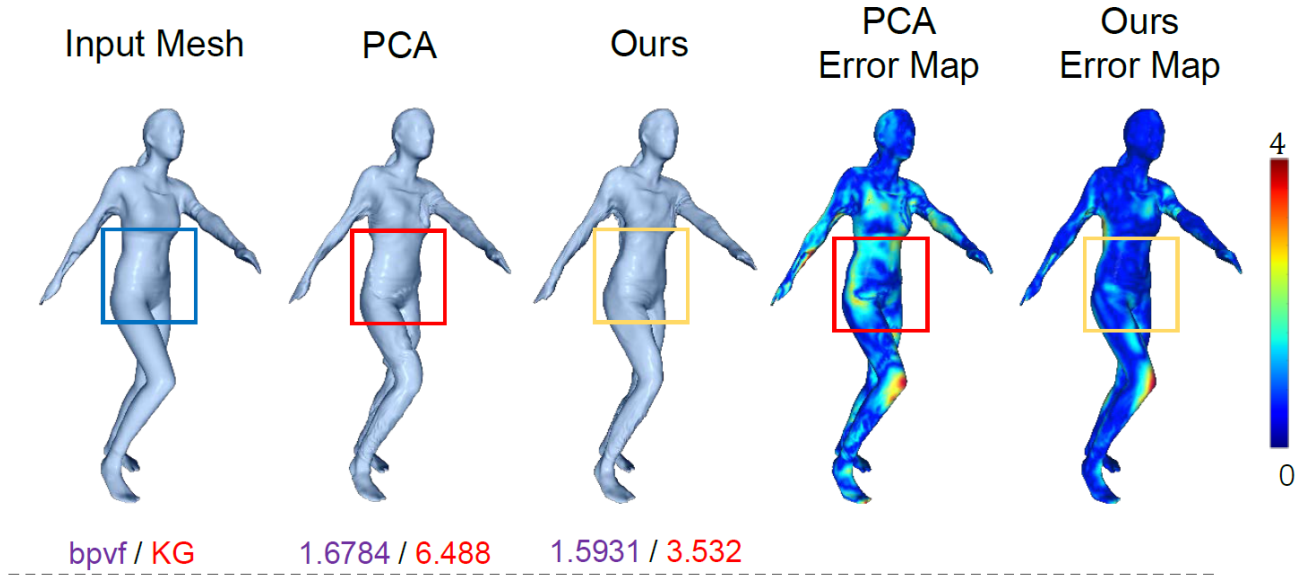 Input Mesh
PCA
Ours
PCA
Error Map
Ours
Error Map
4
0
bpvf / KG
1.6784 / 6.488
1.5931 / 3.532